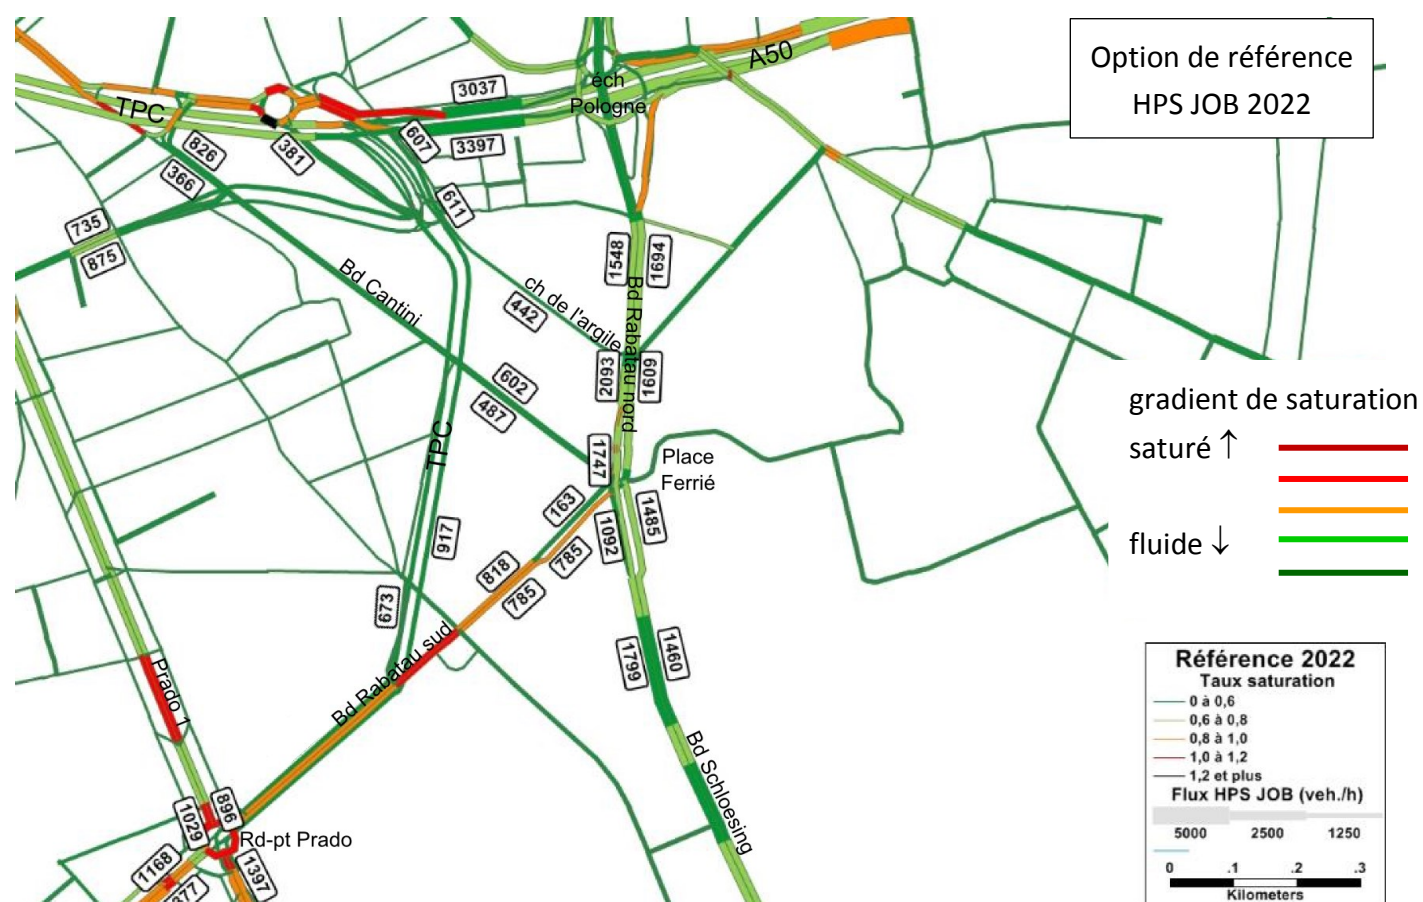 Option de référence
HPS JOB 2022
A50
éch
Pologne
TPC
3037
3397
607
826
381
366
611
735
875
1548
1694
Bd Cantini
ch de l'argile
442
Bd Rabatau nord
2093
1609
602
487
gradient de saturation
saturé ↑
fluide ↓
TPC
1747
Place
Ferrié
163
1485
1092
917
818
785
785
673
Bd Rabatau sud
1460
1799
Prado 1
Bd Schloesing
896
1029
Rd-pt Prado
1168
1397
377
Référence 2022
Taux saturation
0 à 0,6
0,6 à 0,8
0,8 à 1,0
1,0 à 1,2
1,2 et plus
Flux HPS JOB (veh./h)
5000 2500 1250
0 .1 .2 .3
Kilometers